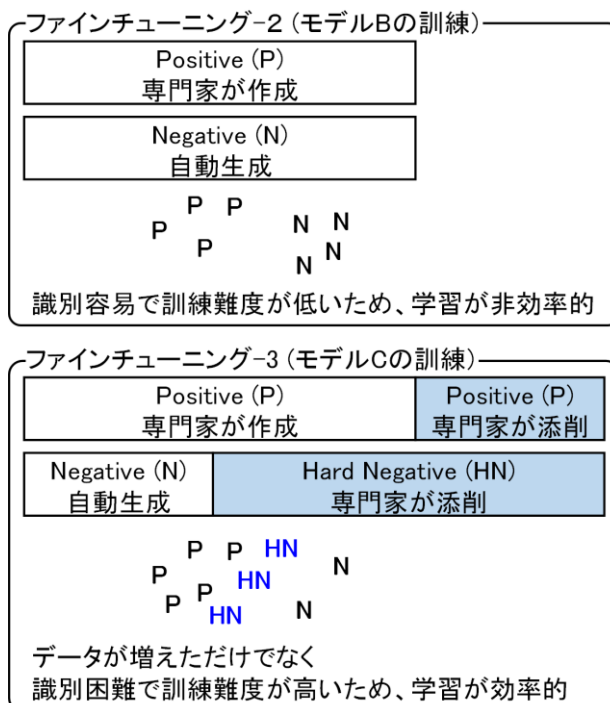 ファインチューニング-2 (モデルBの訓練)
Positive (P)
専門家が作成
Negative (N)
自動生成
P P
P
P
N N
N
N
識別容易で訓練難度が低いため、学習が非効率的
ファインチューニング-3 (モデルCの訓練)
Positive (P)
専門家が作成
Positive (P)
専門家が添削
Negative (N)
自動生成
Hard Negative (HN)
専門家が添削
P P HN
P HN N
P P
HN N
データが増えただけでなく
識別困難で訓練難度が高いため、学習が効率的